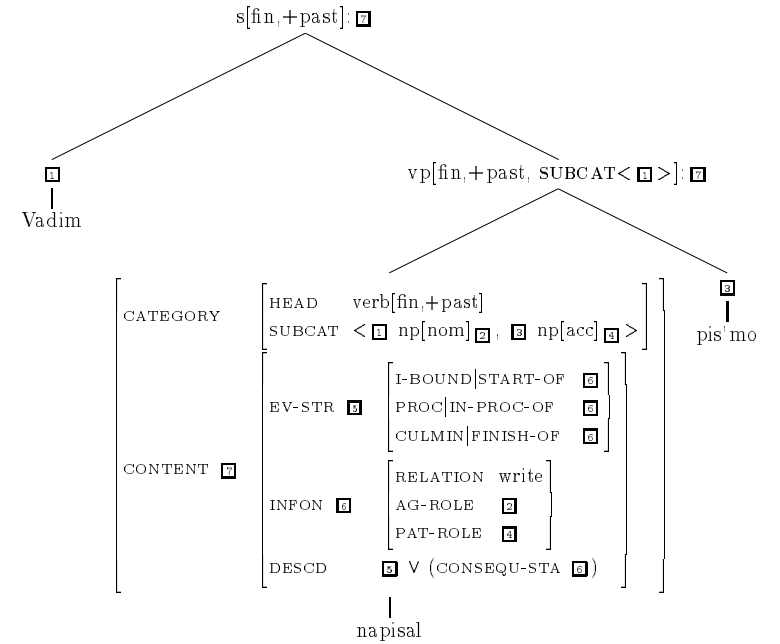 s[fin,+past]: 7
1
vp[fin,+past, SUBCAT< 1 >]: 7
Vadim
3
pis'mo
CATEGORY
HEAD verb[fin,+past]
SUBCAT < 1 np[nom] 2 , 3 np[acc] 4 >
CONTENT 7
EV-STR 5
I-BOUND|START-OF 6
PROC|IN-PROC-OF 6
CULMIN|FINISH-OF 6
INFON 6
RELATION write
AG-ROLE 2
PAT-ROLE 4
DESCD 5 ∨ (CONSEQU-STA 6 )
napisal